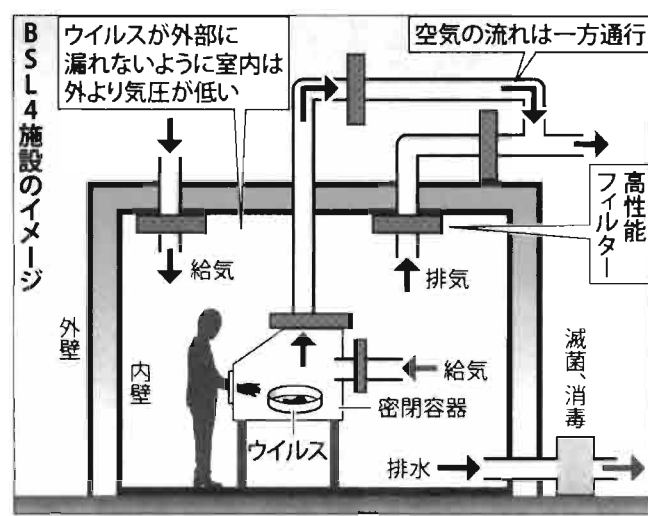 BSL4施設のイメージ
ウイルスが外部に
漏れないように室内は
外より気圧が低い
空気の流れは一方通行
高性能
フィルター
給気
排気
外壁
内壁
給気
密閉容器
ウイルス
滅菌、消毒
排水